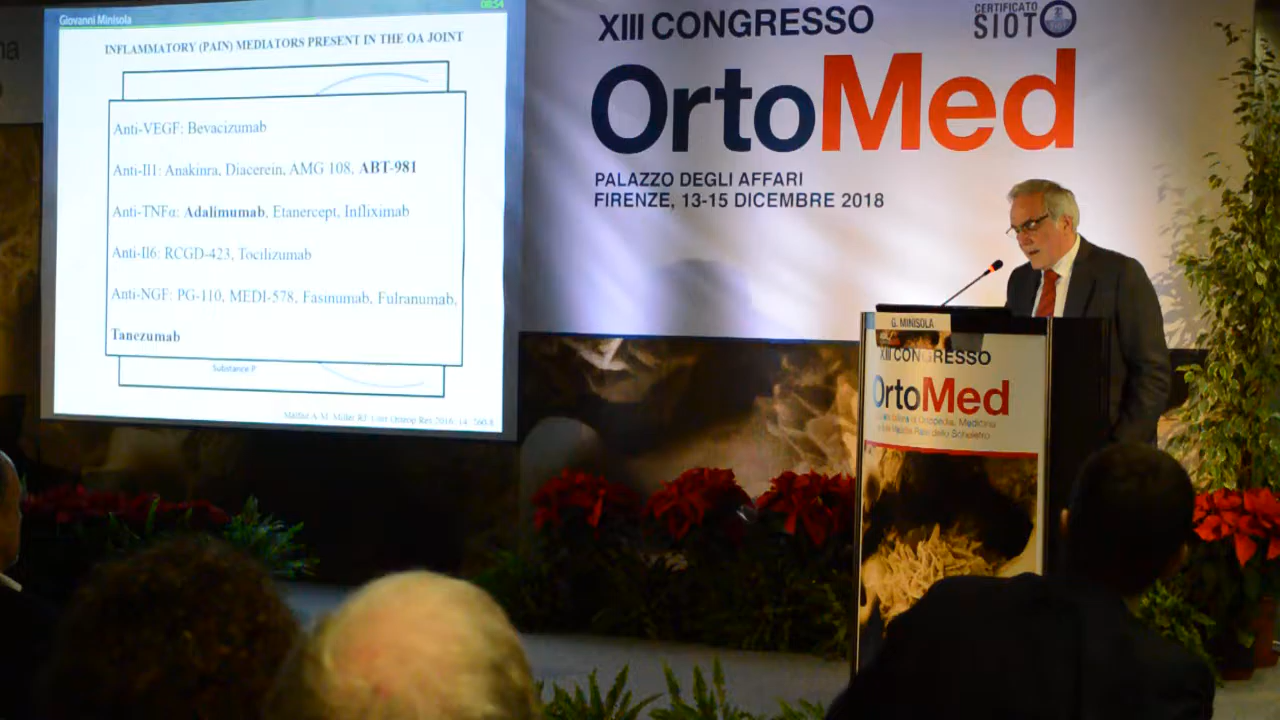 Giovanni Minisola
08:54
INFLAMMATORY (PAIN) MEDIATORS PRESENT IN THE OA JOINT
Anti-VEGF: Bevacizumab
Anti-Il1: Anakinra, Diacerein, AMG 108, ABT-981
Anti-TNFα: Adalimumab, Etanercept, Infliximab
Anti-Il6: RCGD-423, Tocilizumab
Anti-NGF: PG-110, MEDI-578, Fasinumab, Fulranumab,
Tanezumab
Substance P
XIII CONGRESSO
CERTIFICATO
SIOT
OrtoMed
PALAZZO DEGLI AFFARI
FIRENZE, 13-15 DICEMBRE 2018
G. MINISOLA
XIII CONGRESSO
OrtoMed